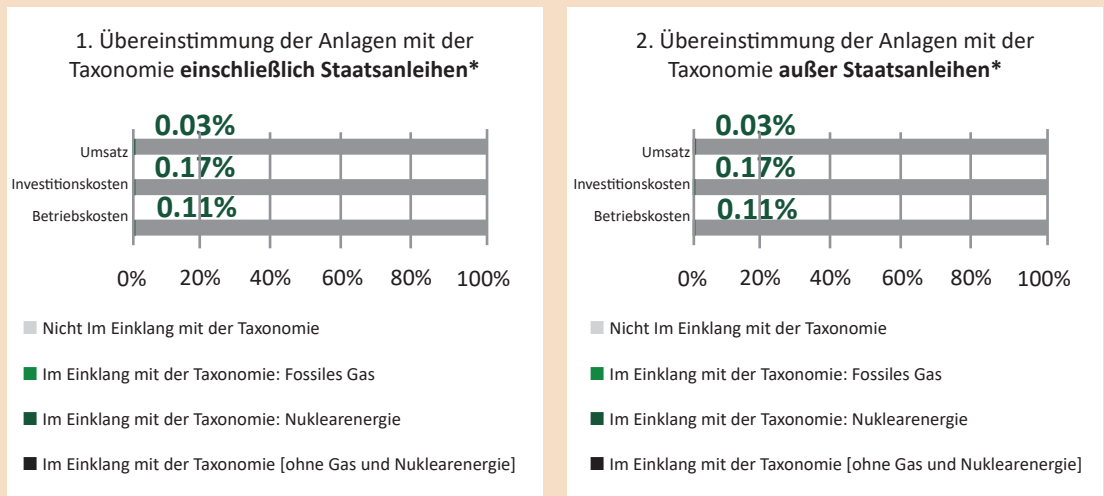 1. Übereinstimmung der Anlagen mit der
Taxonomie einschließlich Staatsanleihen*
0.03%
Umsatz
0.17%
Investitionskosten
0.11%
Betriebskosten
0% 20% 40% 60% 80% 100%
Nicht Im Einklang mit der Taxonomie
Im Einklang mit der Taxonomie: Fossiles Gas
Im Einklang mit der Taxonomie: Nuklearenergie
Im Einklang mit der Taxonomie [ohne Gas und Nuklearenergie]
2. Übereinstimmung der Anlagen mit der
Taxonomie außer Staatsanleihen*
0.03%
Umsatz
0.17%
Investitionskosten
0.11%
Betriebskosten
0% 20% 40% 60% 80% 100%
Nicht Im Einklang mit der Taxonomie
Im Einklang mit der Taxonomie: Fossiles Gas
Im Einklang mit der Taxonomie: Nuklearenergie
Im Einklang mit der Taxonomie [ohne Gas und Nuklearenergie]